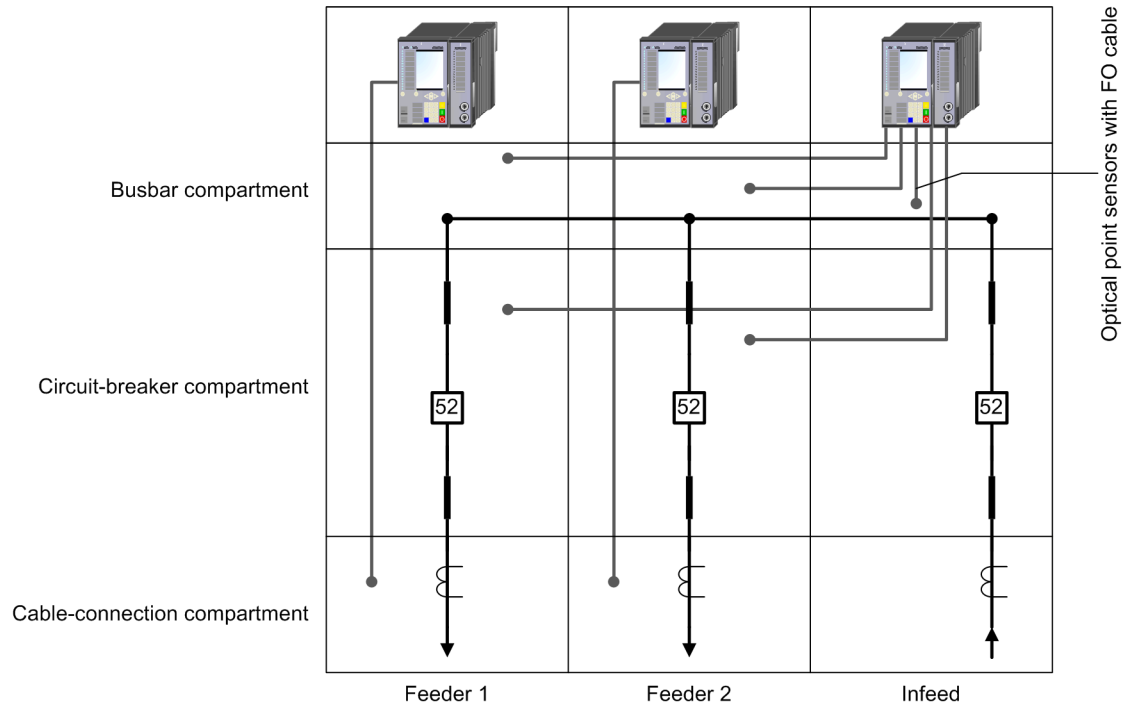 Optical point sensors with FO cable
Busbar compartment
Circuit-breaker compartment
52
52
52
Cable-connection compartment
Feeder 1
Feeder 2
Infeed